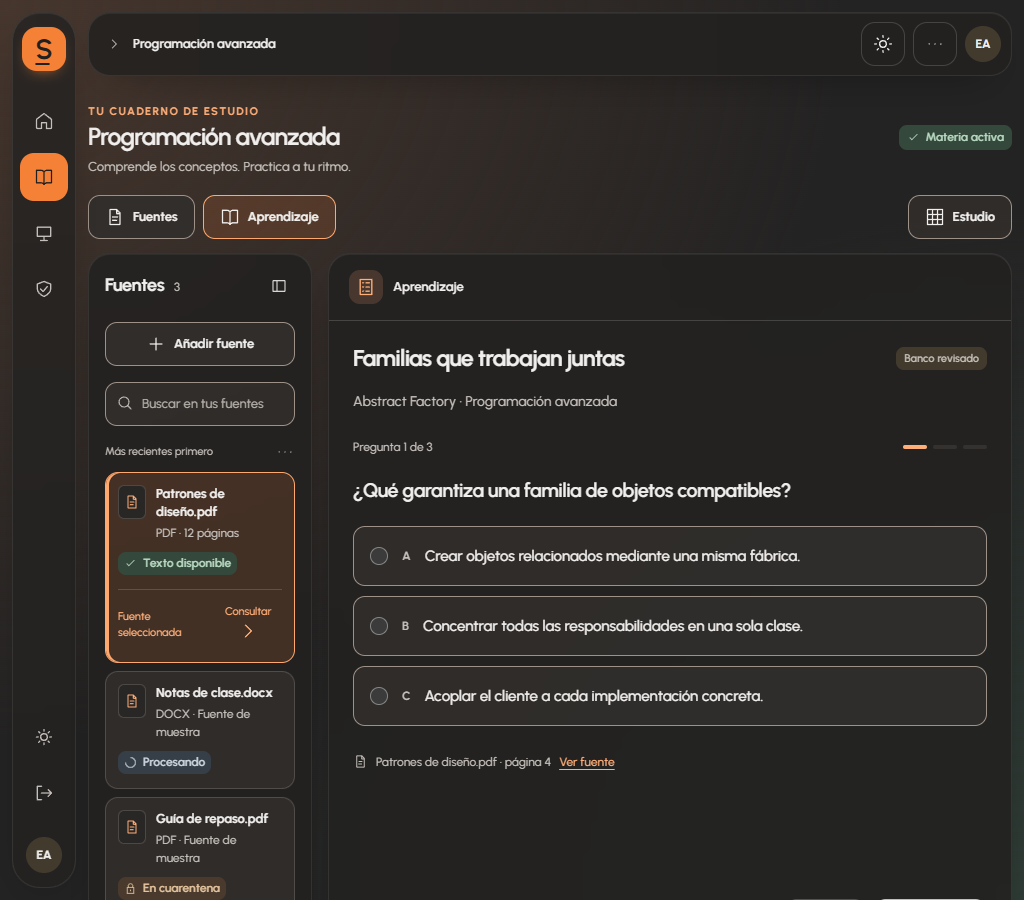 S
Programación avanzada
EA
TU CUADERNO DE ESTUDIO
Programación avanzada
Comprende los conceptos. Practica a tu ritmo.
Materia activa
Fuentes
Aprendizaje
Estudio
Fuentes 3
Añadir fuente
Buscar en tus fuentes
Más recientes primero
Patrones de
diseño.pdf
PDF · 12 páginas
Texto disponible
Fuente
seleccionada
Consultar
Notas de clase.docx
DOCX · Fuente de
muestra
Procesando
Guía de repaso.pdf
PDF · Fuente de
muestra
En cuarentena
Aprendizaje
Familias que trabajan juntas
Banco revisado
Abstract Factory · Programación avanzada
Pregunta 1 de 3
¿Qué garantiza una familia de objetos compatibles?
A Crear objetos relacionados mediante una misma fábrica.
B Concentrar todas las responsabilidades en una sola clase.
C Acoplar el cliente a cada implementación concreta.
Patrones de diseño.pdf · página 4 Ver fuente
EA